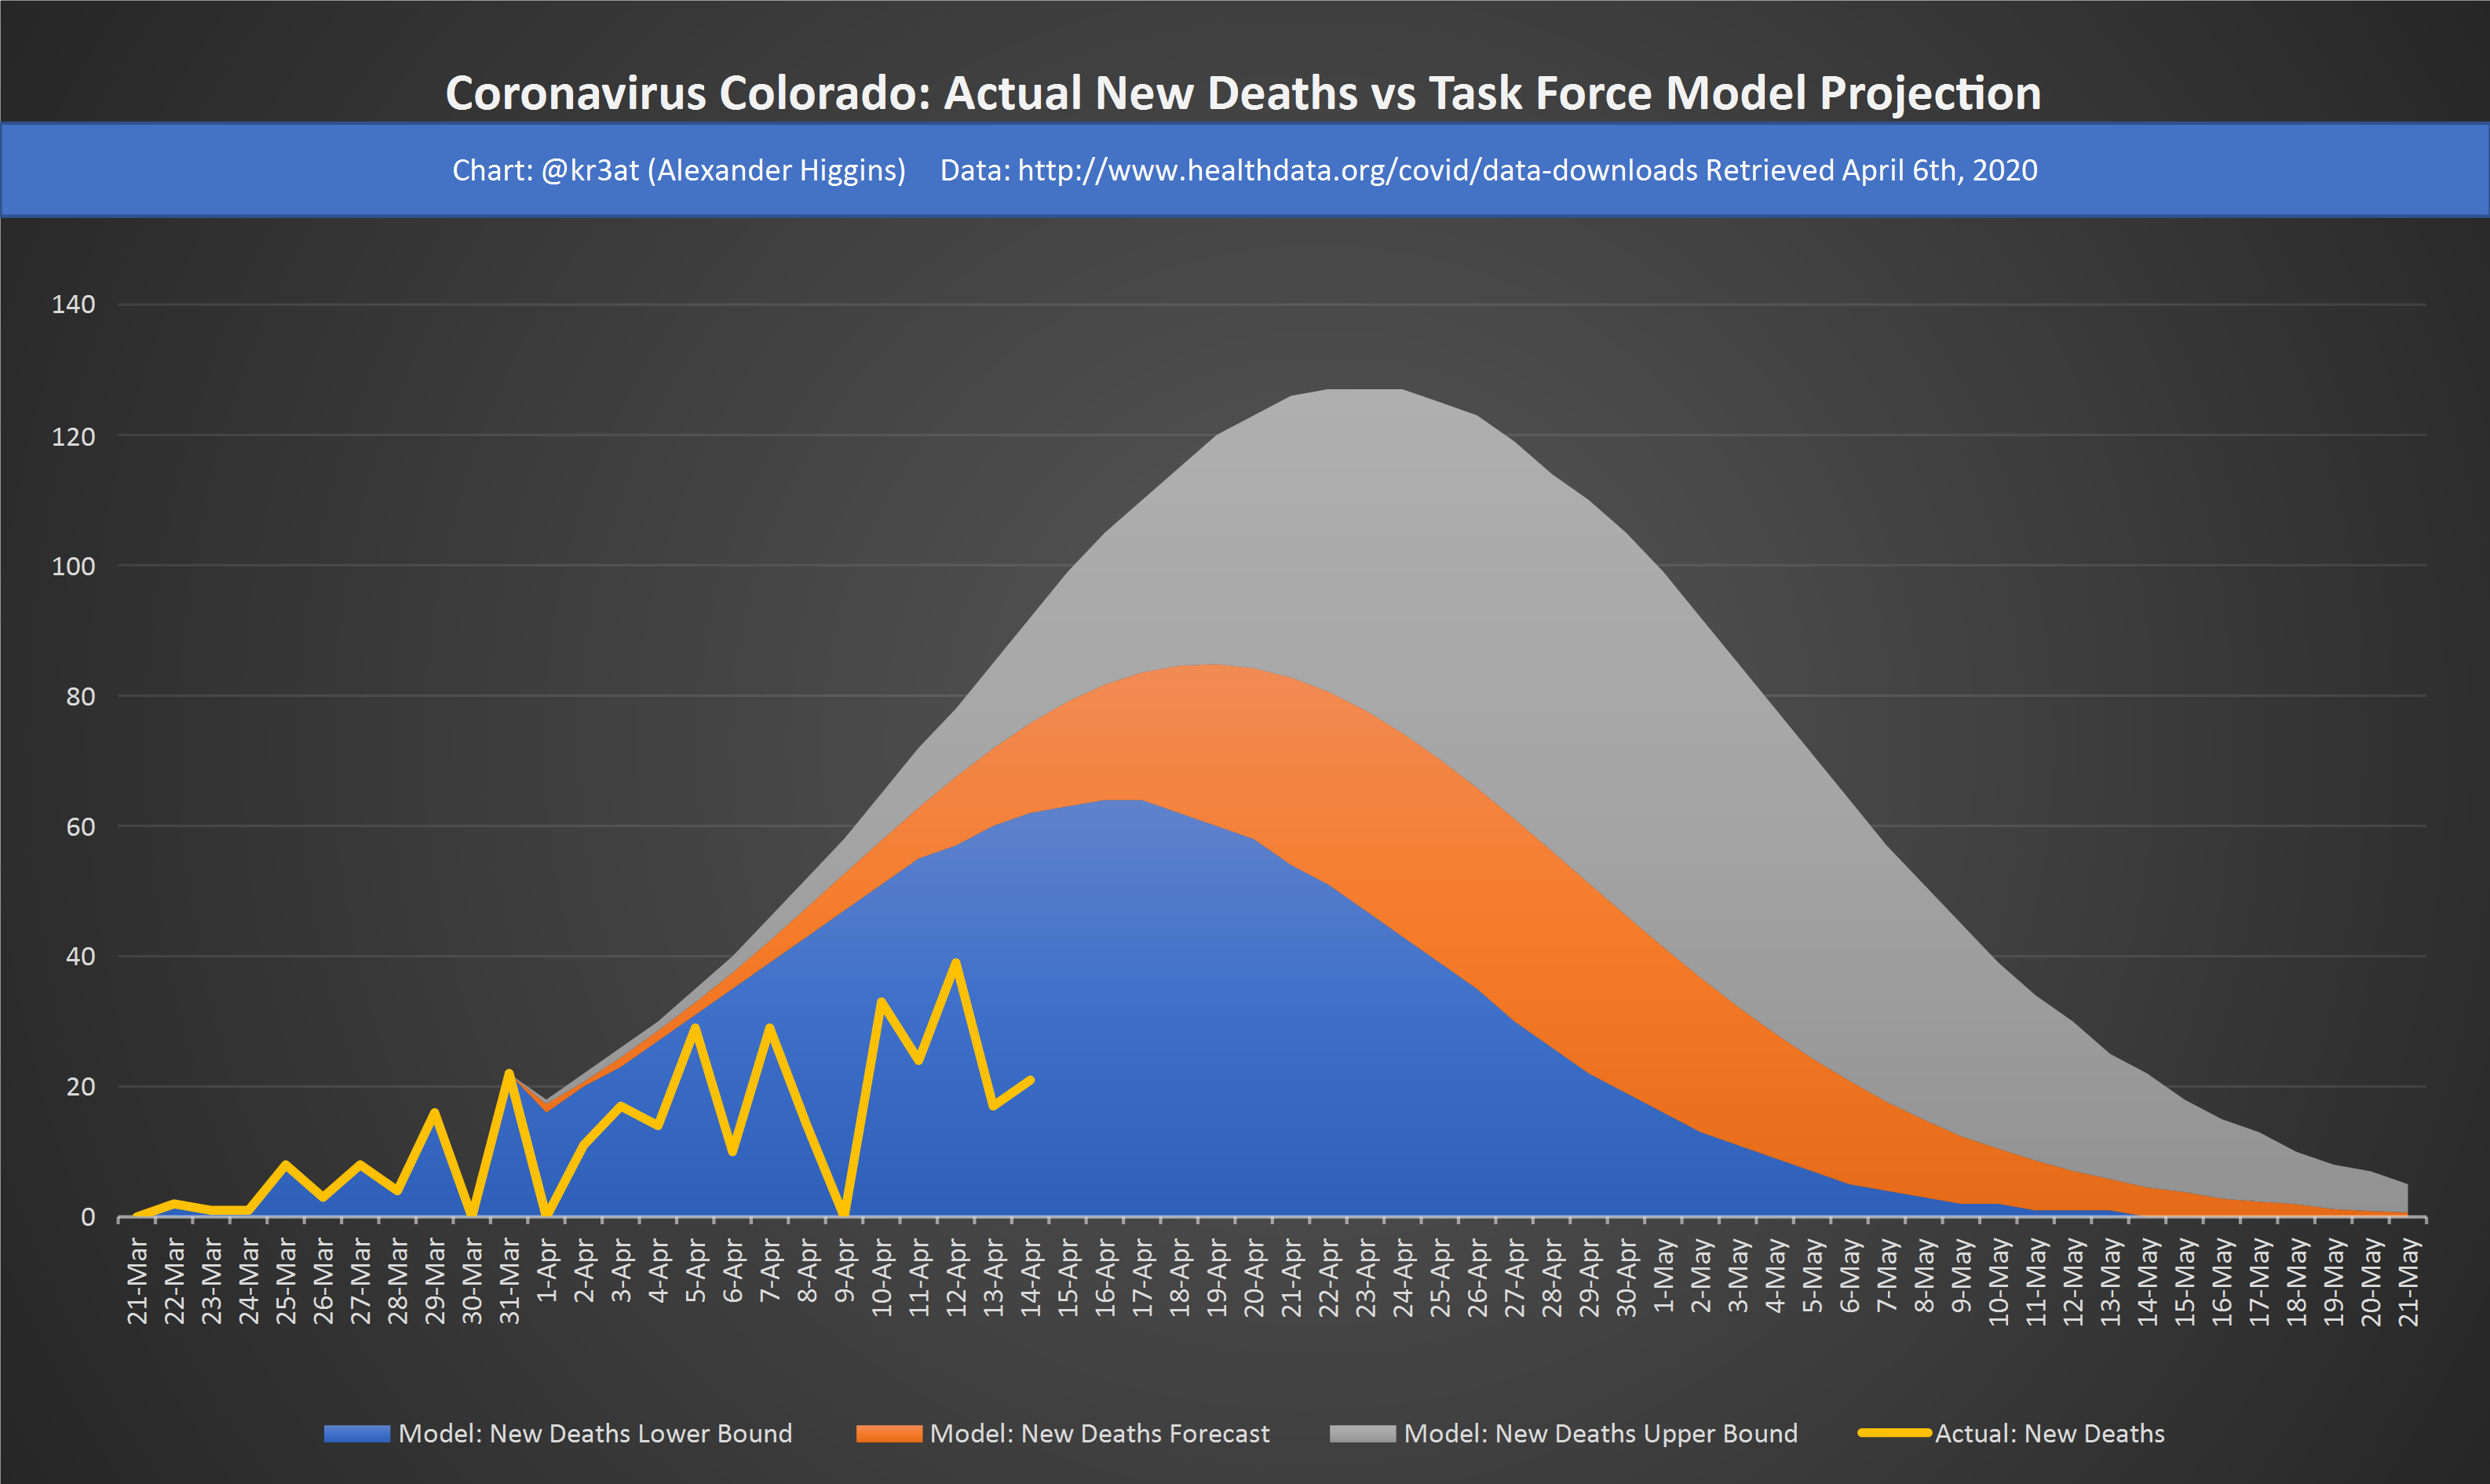 Coronavirus Colorado: Actual New Deaths vs Task Force Model Projection
Chart: @kr3at (Alexander Higgins) Data: http://www.healthdata.org/covid/data-downloads Retrieved April 6th, 2020
140
120
100
80
60
40
20
0
21-Mar
22-Mar
23-Mar
24-Mar
25-Mar
26-Mar
27-Mar
28-Mar
29-Mar
30-Mar
31-Mar
1-Apr
2-Apr
3-Apr
4-Apr
5-Apr
6-Apr
7-Apr
8-Apr
9-Apr
10-Apr
11-Apr
12-Apr
13-Apr
14-Apr
15-Apr
16-Apr
17-Apr
18-Apr
19-Apr
20-Apr
21-Apr
22-Apr
23-Apr
24-Apr
25-Apr
26-Apr
27-Apr
28-Apr
29-Apr
30-Apr
1-May
2-May
3-May
4-May
5-May
6-May
7-May
8-May
9-May
10-May
11-May
12-May
13-May
14-May
15-May
16-May
17-May
18-May
19-May
20-May
21-May
Model: New Deaths Lower Bound
Model: New Deaths Forecast
Model: New Deaths Upper Bound
Actual: New Deaths